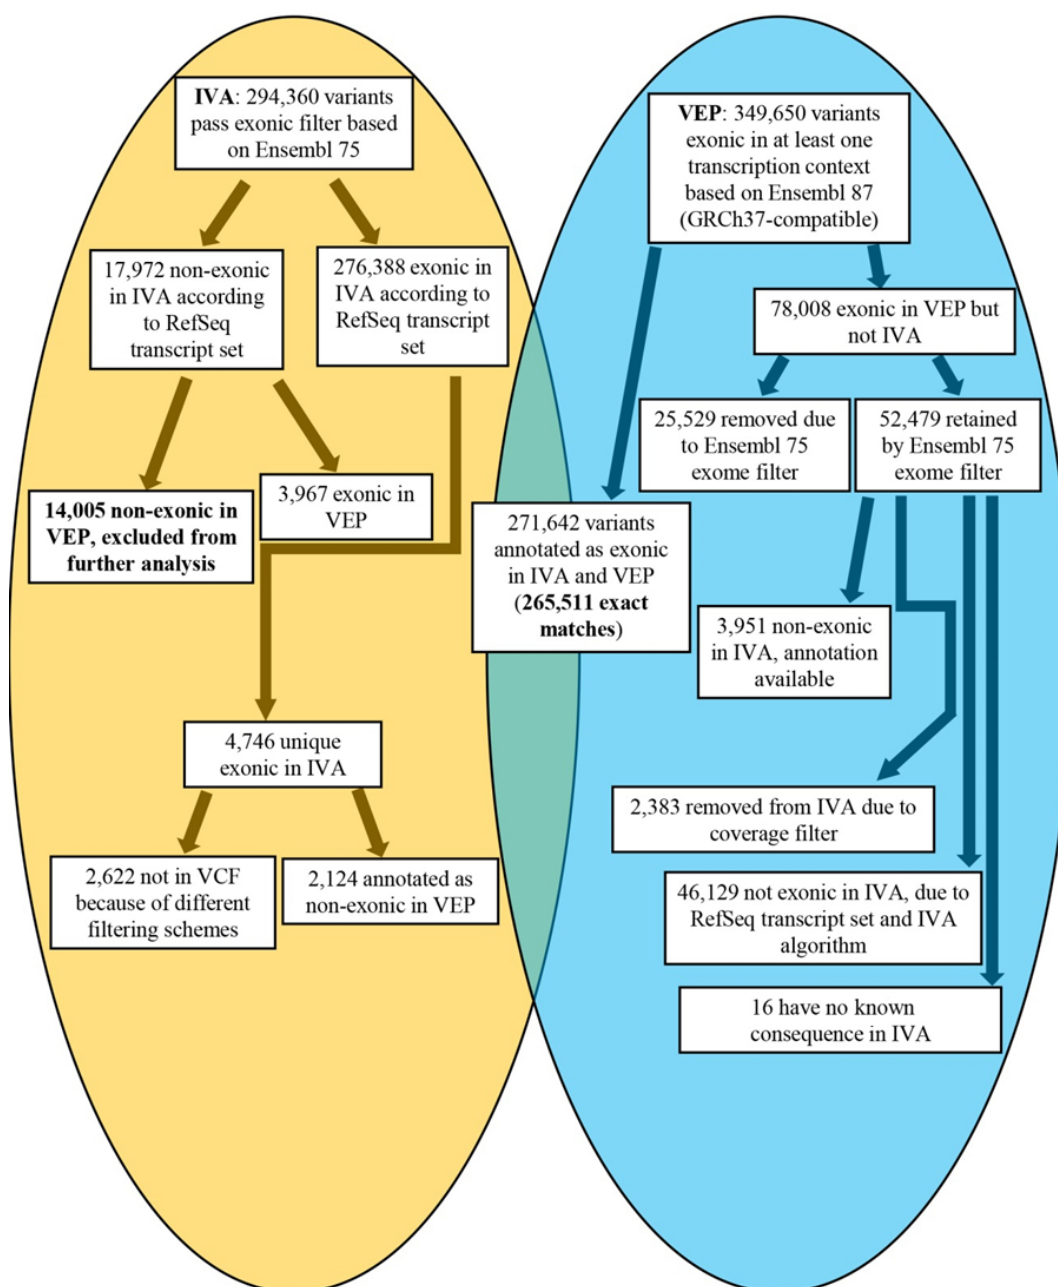 IVA: 294,360 variants
pass exonic filter based
on Ensembl 75
17,972 non-exonic
in IVA according
to RefSeq
transcript set
276,388 exonic in
IVA according to
RefSeq transcript
set
14,005 non-exonic in
VEP, excluded from
further analysis
3,967 exonic in
VEP
4,746 unique
exonic in IVA
2,622 not in VCF
because of different
filtering schemes
2,124 annotated as
non-exonic in VEP
271,642 variants
annotated as exonic
in IVA and VEP
(265,511 exact
matches)
VEP: 349,650 variants
exonic in at least one
transcription context
based on Ensembl 87
(GRCh37-compatible)
78,008 exonic in VEP but
not IVA
25,529 removed due
to Ensembl 75
exome filter
52,479 retained
by Ensembl 75
exome filter
3,951 non-exonic
in IVA, annotation
available
2,383 removed from IVA due to
coverage filter
46,129 not exonic in IVA, due to
RefSeq transcript set and IVA
algorithm
16 have no known
consequence in IVA